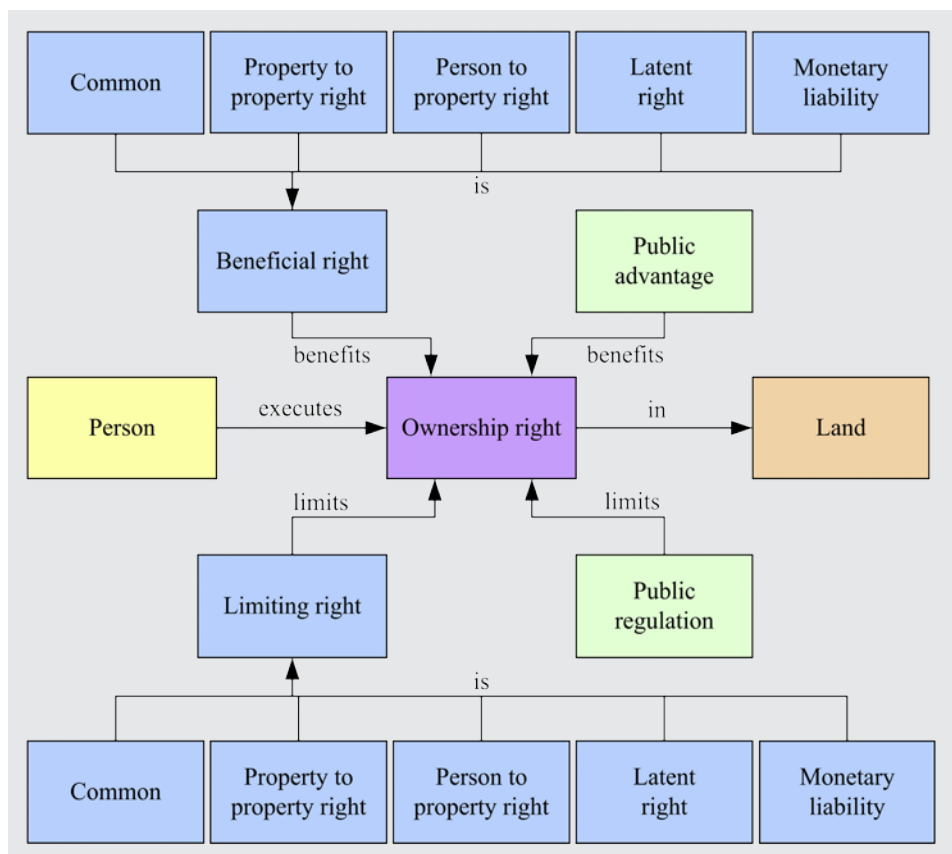 Common
Property to
property right
Person to
property right
Latent
right
Monetary
liability
is
Beneficial right
Public
advantage
benefits
benefits
Person
executes
Ownership right
in
Land
limits
limits
Limiting right
Public
regulation
is
Common
Property to
property right
Person to
property right
Latent
right
Monetary
liability